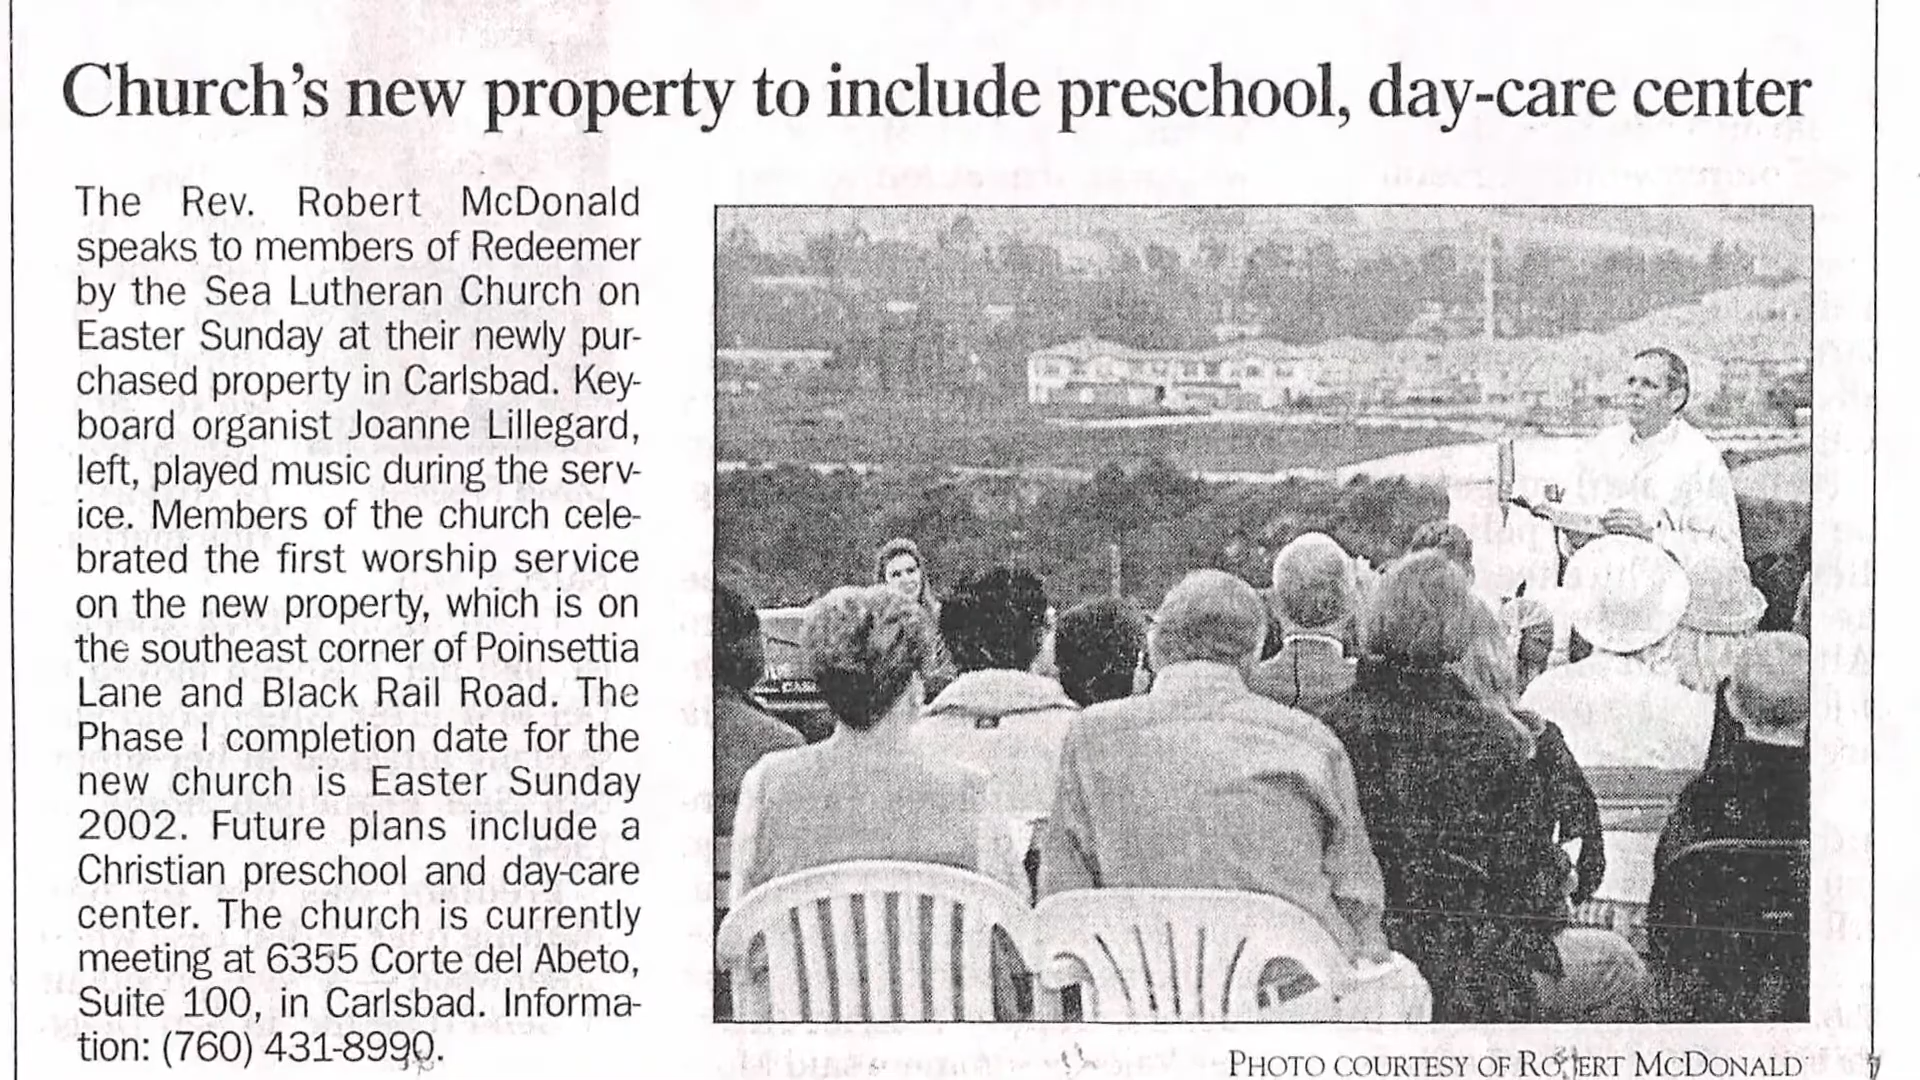 Church's new property to include preschool, day-care center
The Rev. Robert McDonald
speaks to members of Redeemer
by the Sea Lutheran Church on
Easter Sunday at their newly pur-
chased property in Carlsbad. Key-
board organist Joanne Lillegard,
left, played music during the serv-
ice. Members of the church cele-
brated the first worship service
on the new property, which is on
the southeast corner of Poinsettia
Lane and Black Rail Road. The
Phase I completion date for the
new church is Easter Sunday
2002. Future plans include a
Christian preschool and day-care
center. The church is currently
meeting at 6355 Corte del Abeto,
Suite 100, in Carlsbad. Informa-
tion: (760) 431-8990.
PHOTO COURTESY OF ROBERT MCDONALD